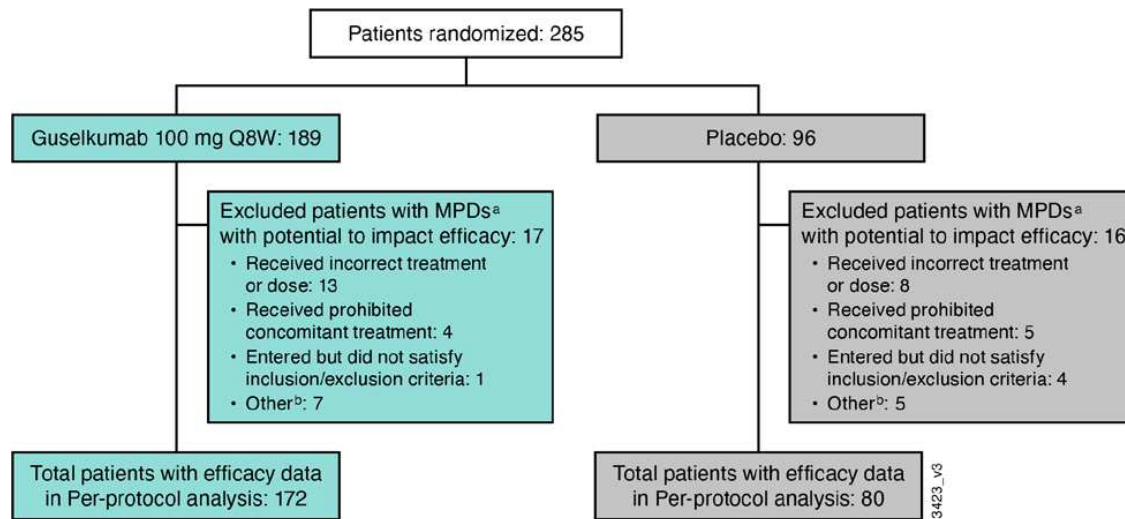 Patients randomized: 285
Guselkumab 100 mg Q8W: 189
Placebo: 96
Excluded patients with MPDsᵃ
with potential to impact efficacy: 17
• Received incorrect treatment
or dose: 13
• Received prohibited
concomitant treatment: 4
• Entered but did not satisfy
inclusion/exclusion criteria: 1
• Otherᵇ: 7
Excluded patients with MPDsᵃ
with potential to impact efficacy: 16
• Received incorrect treatment
or dose: 8
• Received prohibited
concomitant treatment: 5
• Entered but did not satisfy
inclusion/exclusion criteria: 4
• Otherᵇ: 5
Total patients with efficacy data
in Per-protocol analysis: 172
Total patients with efficacy data
in Per-protocol analysis: 80
3423_v3